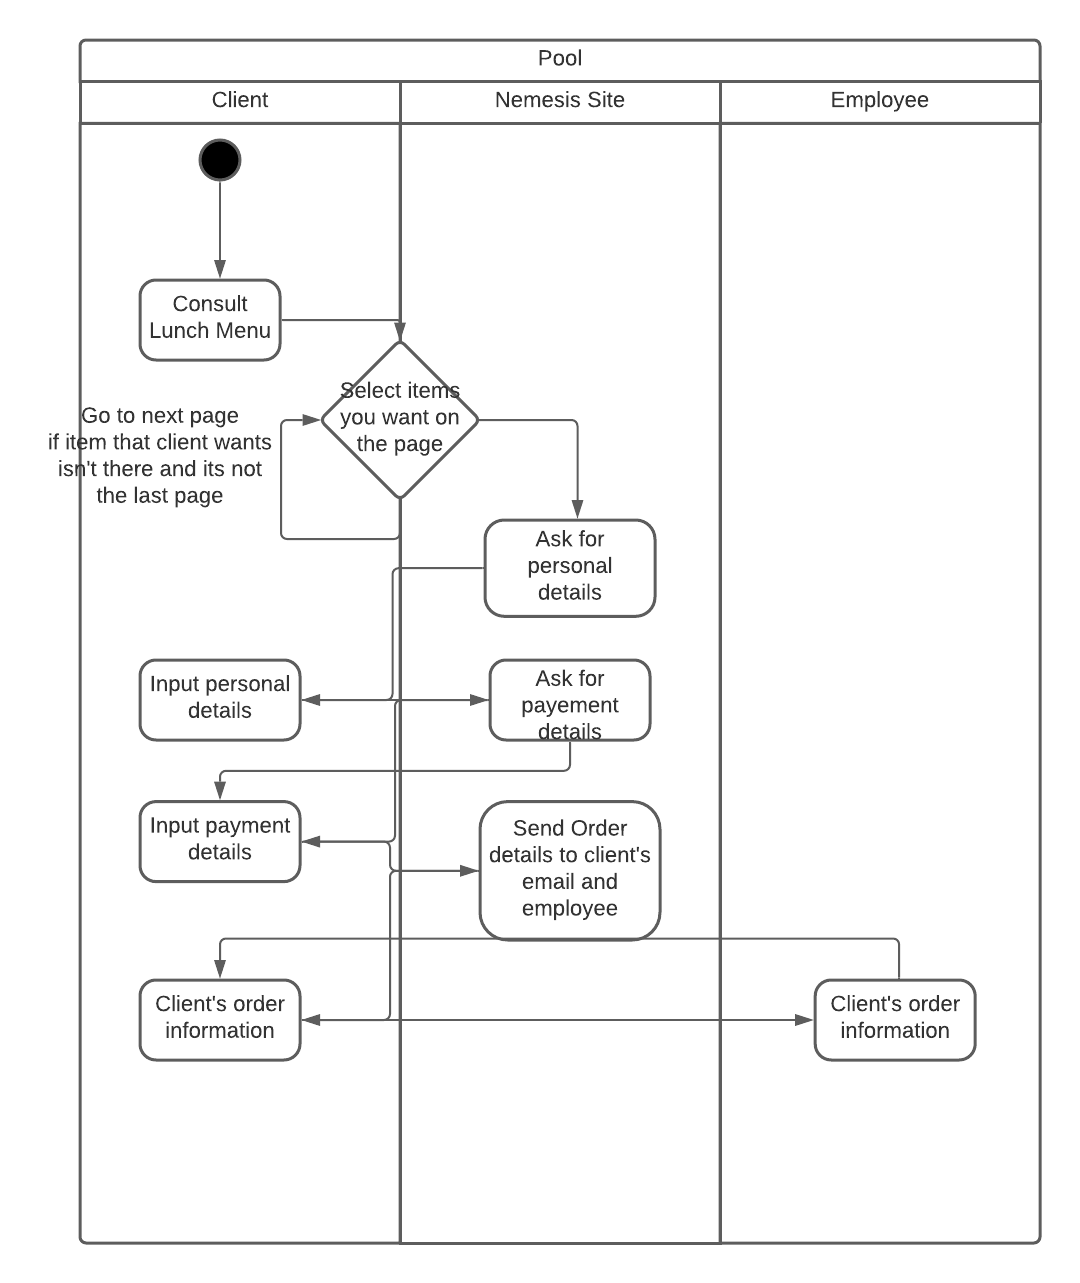 Pool
Client
Nemesis Site
Employee
Consult
Lunch Menu
Select items
you want on
the page
Go to next page
if item that client wants
isn't there and its not
the last page
Ask for
personal
details
Input personal
details
Ask for
payement
details
Input payment
details
Send Order
details to client's
email and
employee
Client's order
information
Client's order
information